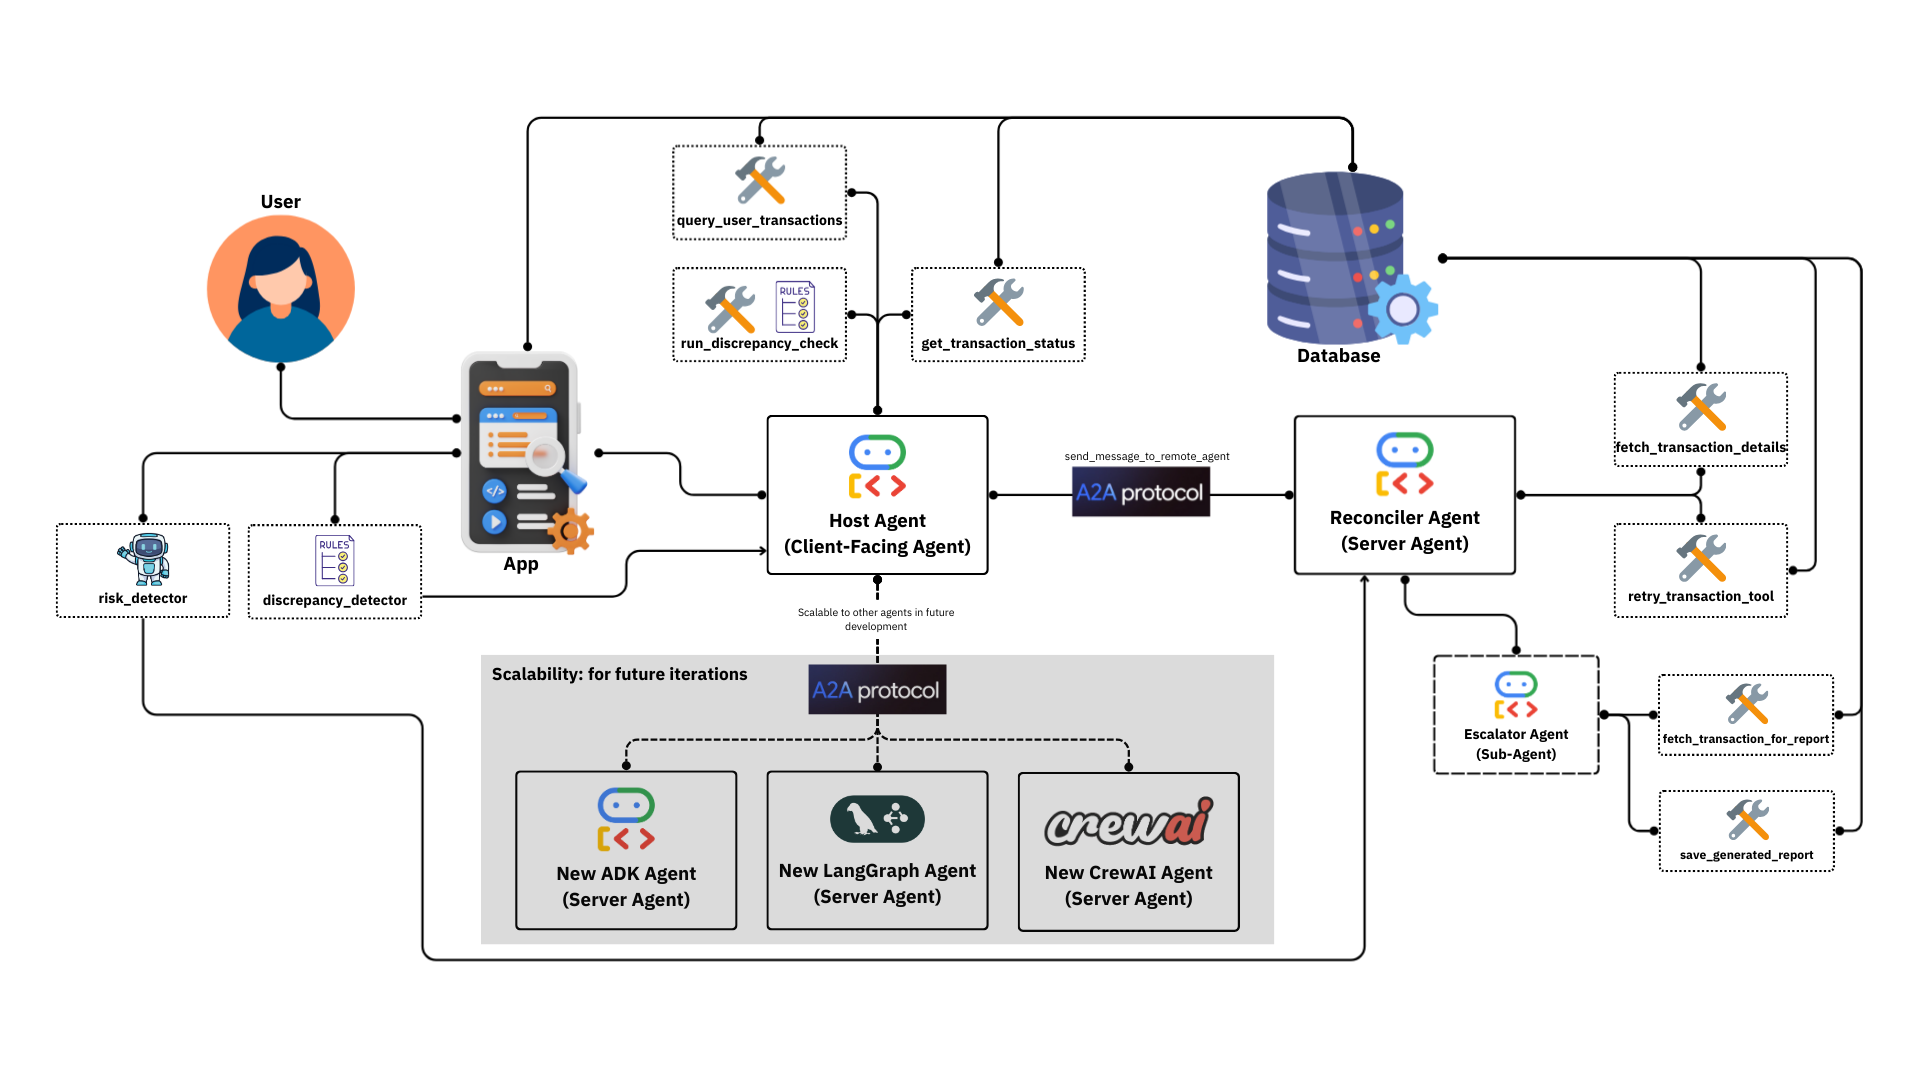 User
query_user_transactions
RULES
run_discrepancy_check
get_transaction_status
Database
fetch_transaction_details
send_message_to_remote_agent
A2A protocol
Host Agent
(Client-Facing Agent)
Reconciler Agent
(Server Agent)
App
risk_detector
RULES
discrepancy_detector
retry_transaction_tool
Scalable to other agents in future
development
Scalability: for future iterations
A2A protocol
Escalator Agent
(Sub-Agent)
fetch_transaction_for_report
save_generated_report
New ADK Agent
(Server Agent)
New LangGraph Agent
(Server Agent)
crewai
New CrewAI Agent
(Server Agent)